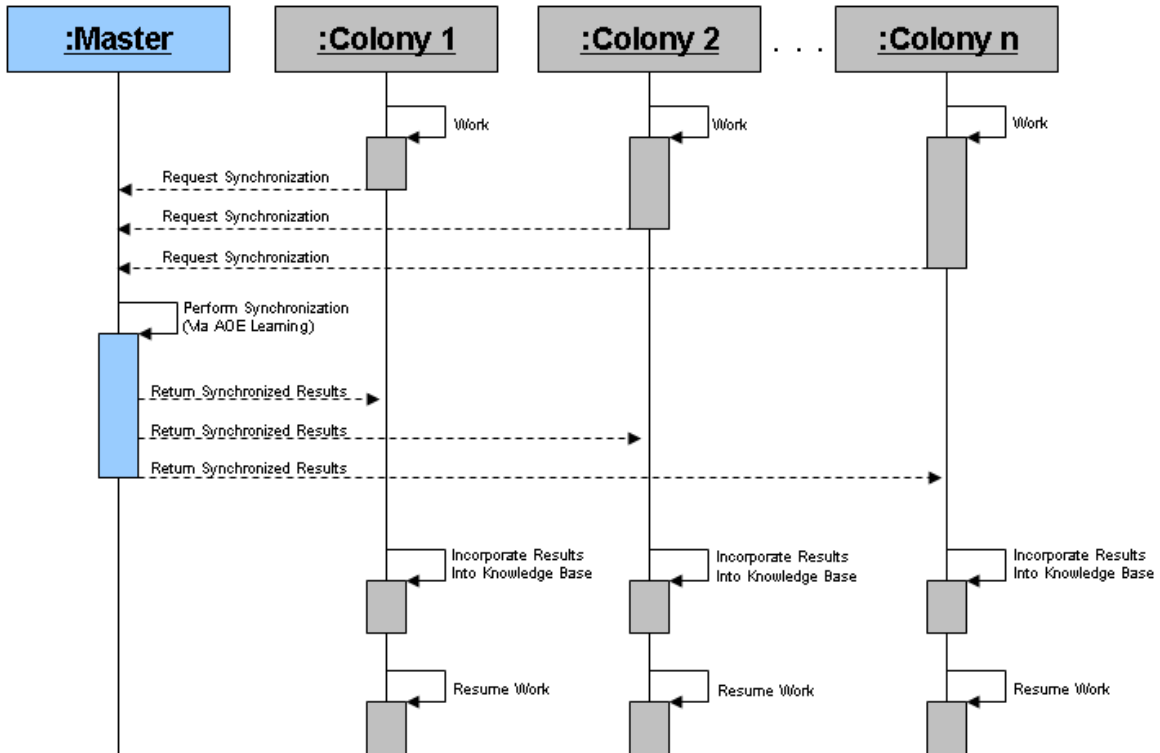 :Master
:Colony 1
:Colony 2
. . .
:Colony n
Work
Work
Work
Request Synchronization
Request Synchronization
Request Synchronization
Perform Synchronization
(Via AOE Learning)
Return Synchronized Results
Return Synchronized Results
Return Synchronized Results
Incorporate Results
Into Knowledge Base
Incorporate Results
Into Knowledge Base
Incorporate Results
Into Knowledge Base
Resume Work
Resume Work
Resume Work